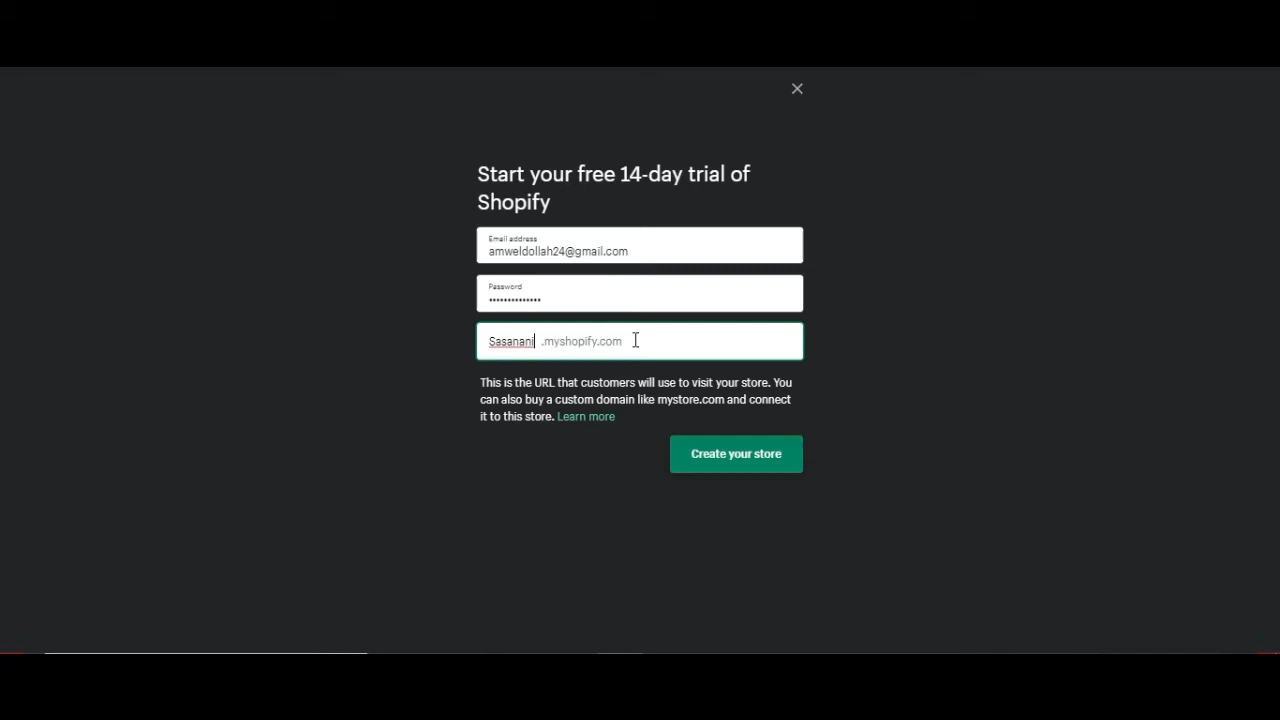 Start your free 14-day trial of
Shopify
Email address
amweldollah24@gmail.com
Password
••••••••••••••
Sasanani .myshopify.com
This is the URL that customers will use to visit your store. You
can also buy a custom domain like mystore.com and connect
it to this store. Learn more
Create your store